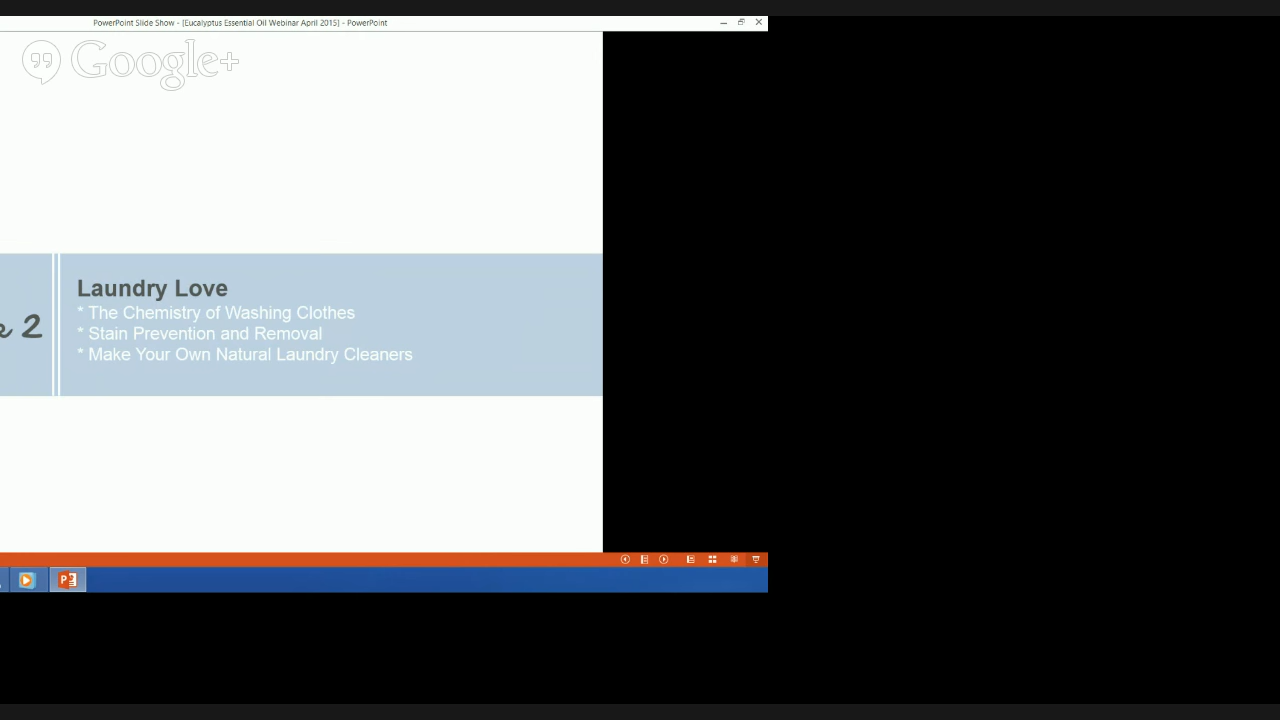 PowerPoint Slide Show - [Eucalyptus Essential Oil Webinar April 2015] - PowerPoint
Google+
Laundry Love
* The Chemistry of Washing Clothes
2
* Stain Prevention and Removal
* Make Your Own Natural Laundry Cleaners